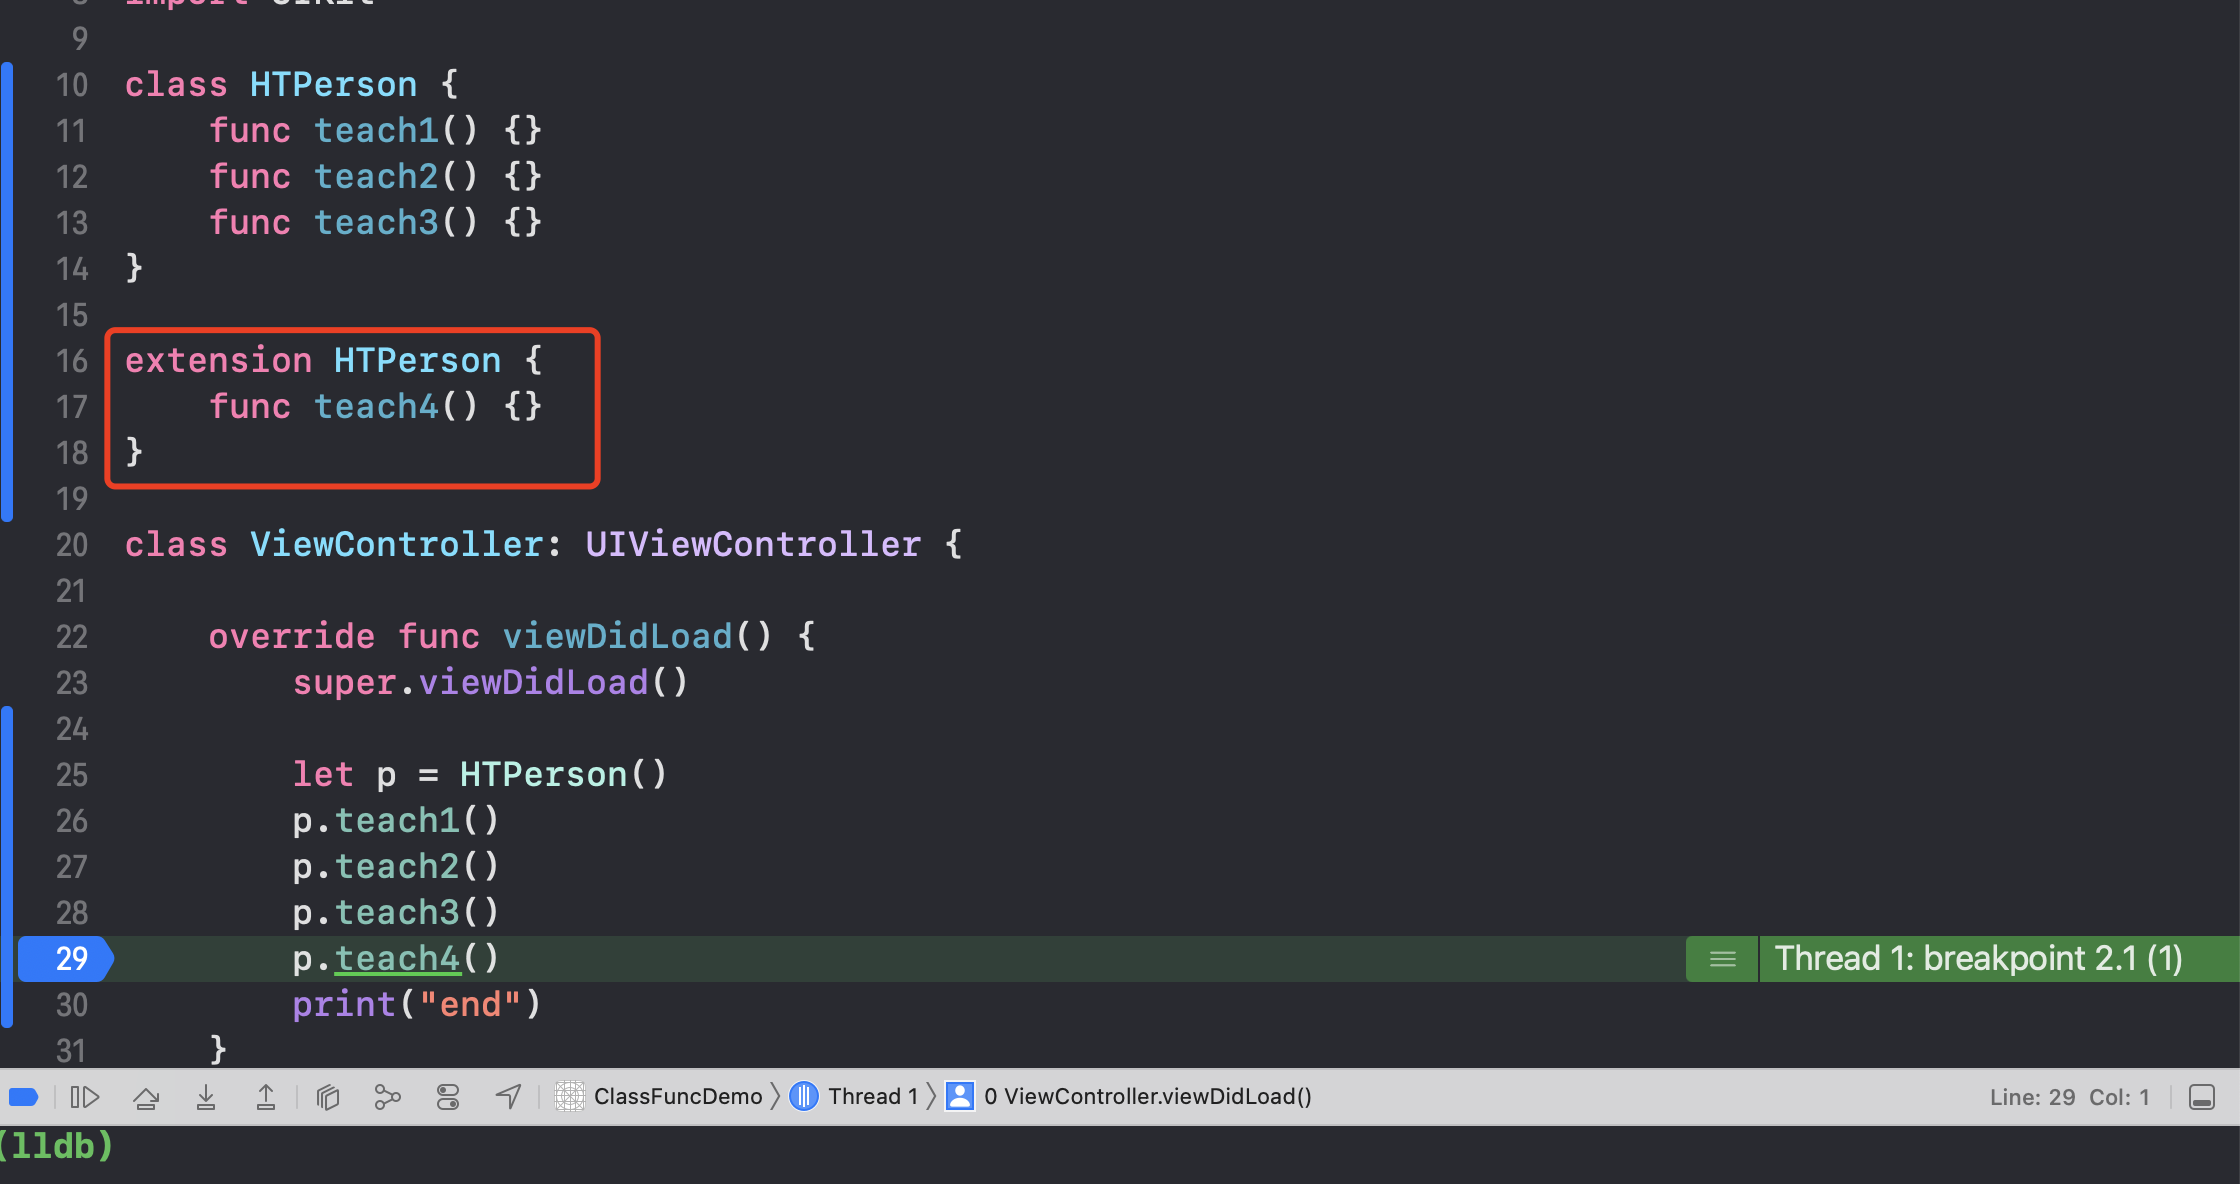 8 import UIKit
9
10 class HTPerson {
11     func teach1() {}
12     func teach2() {}
13     func teach3() {}
14 }
15
16 extension HTPerson {
17     func teach4() {}
18 }
19
20 class ViewController: UIViewController {
21
22     override func viewDidLoad() {
23         super.viewDidLoad()
24
25         let p = HTPerson()
26         p.teach1()
27         p.teach2()
28         p.teach3()
29         p.teach4() Thread 1: breakpoint 2.1 (1)
30         print("end")
31     }
ClassFuncDemo Thread 1 0 ViewController.viewDidLoad() Line: 29 Col: 1
(lldb)